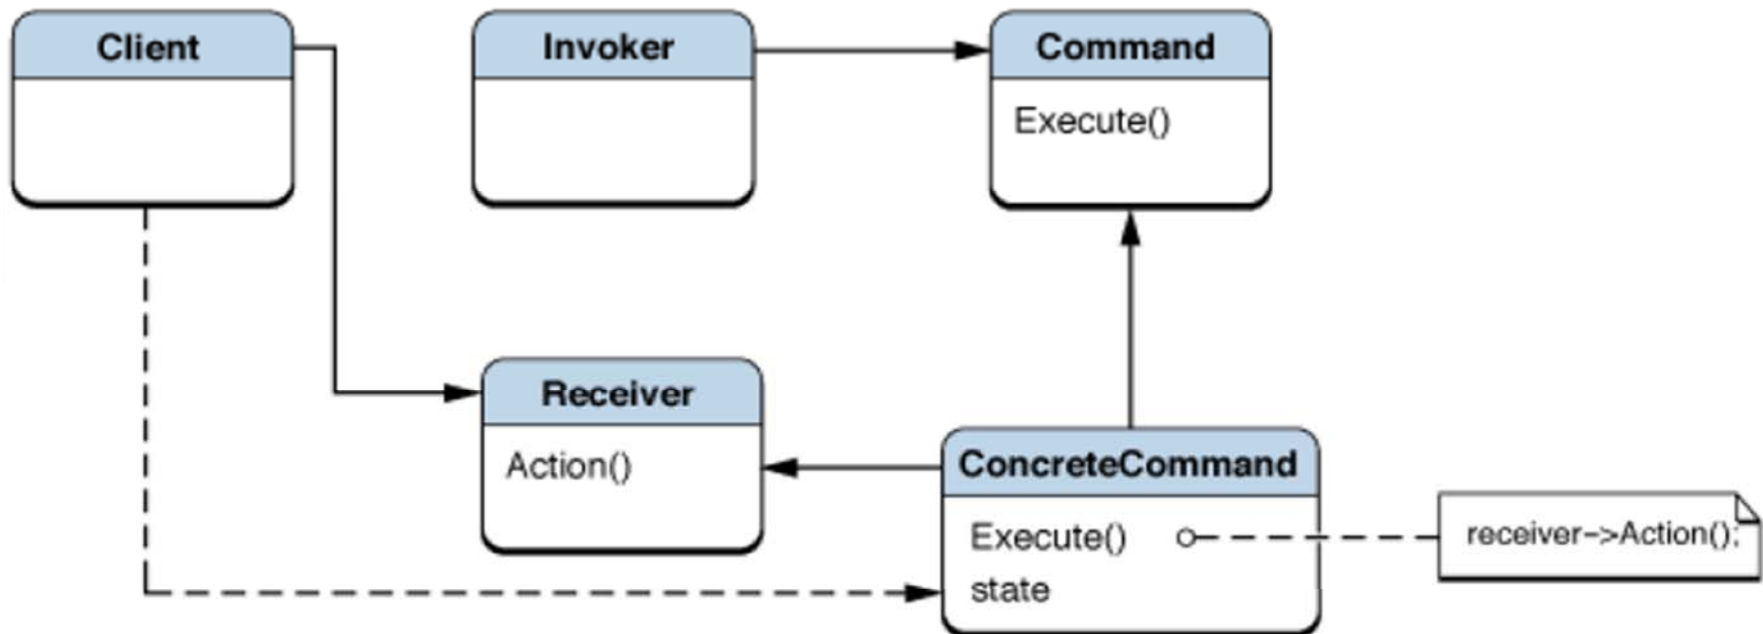 Client
Invoker
Command
Execute()
Receiver
Action()
ConcreteCommand
Execute()
state
receiver->Action();